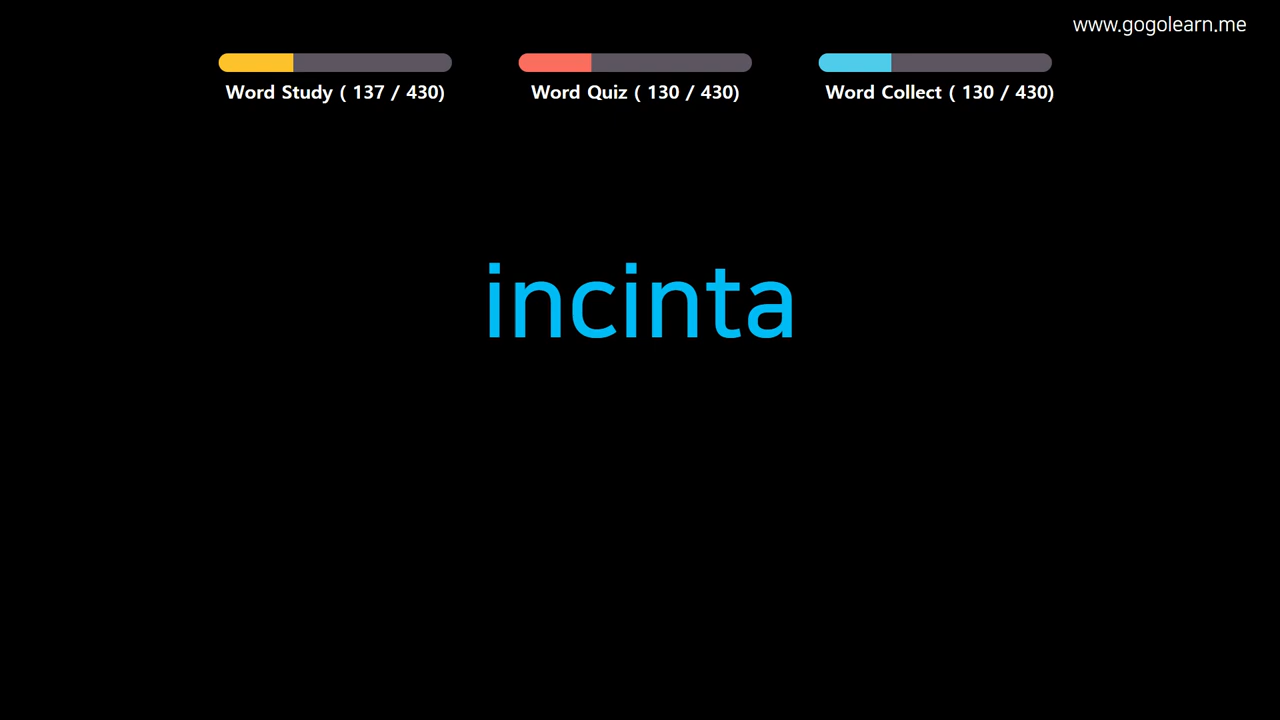 www.gogolearn.me
Word Study ( 137 / 430)
Word Quiz ( 130 / 430)
Word Collect ( 130 / 430)
incinta